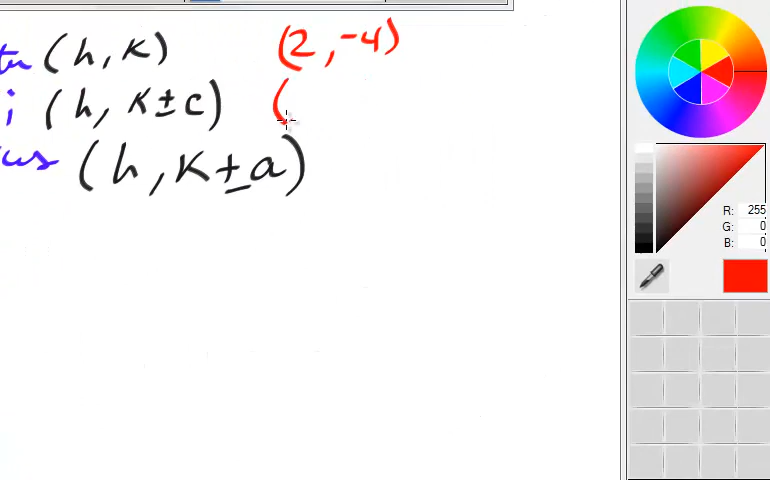 (h, k) (2, -4)
i (h, k±c) (
(h, k±a)
R: 255
G: 0
B: 0